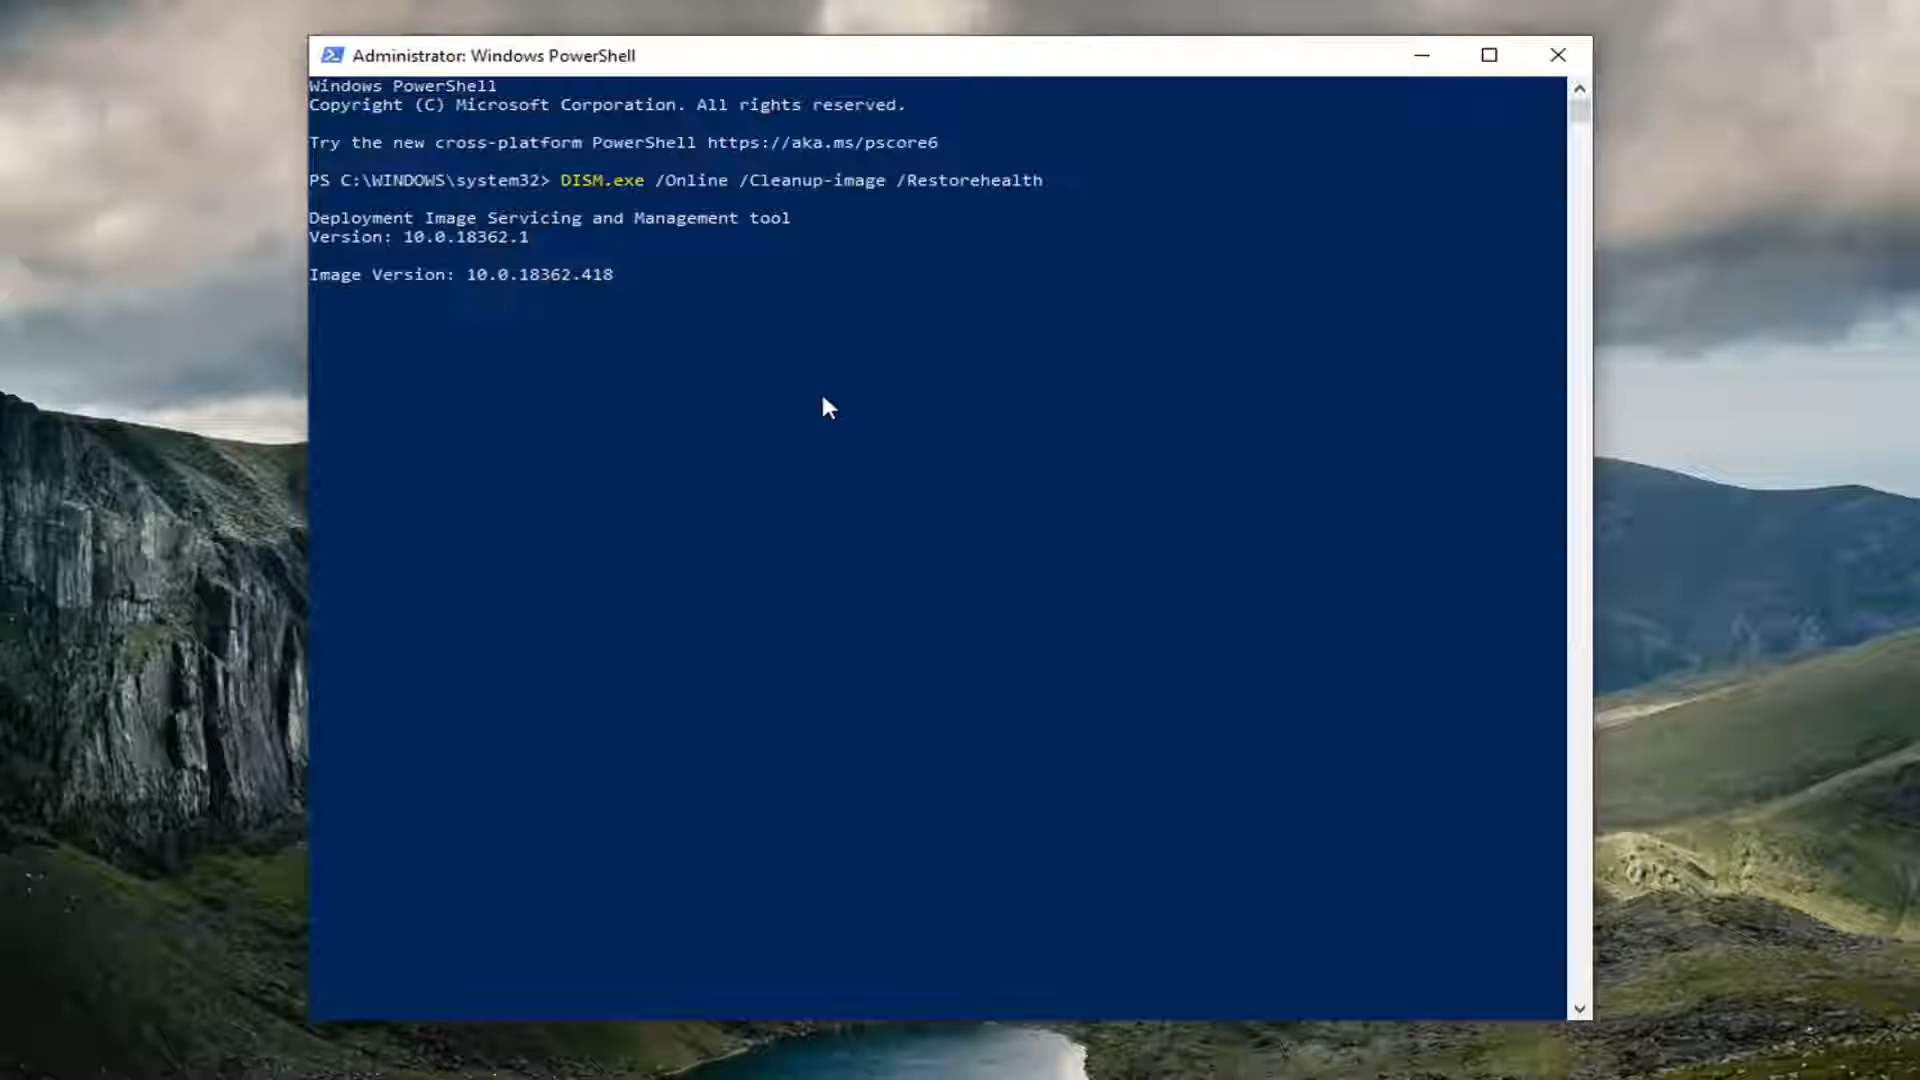 Administrator: Windows PowerShell
Windows PowerShell
Copyright (C) Microsoft Corporation. All rights reserved.
Try the new cross-platform PowerShell https://aka.ms/pscore6
PS C:\WINDOWS\system32> DISM.exe /Online /Cleanup-image /Restorehealth
Deployment Image Servicing and Management tool
Version: 10.0.18362.1
Image Version: 10.0.18362.418